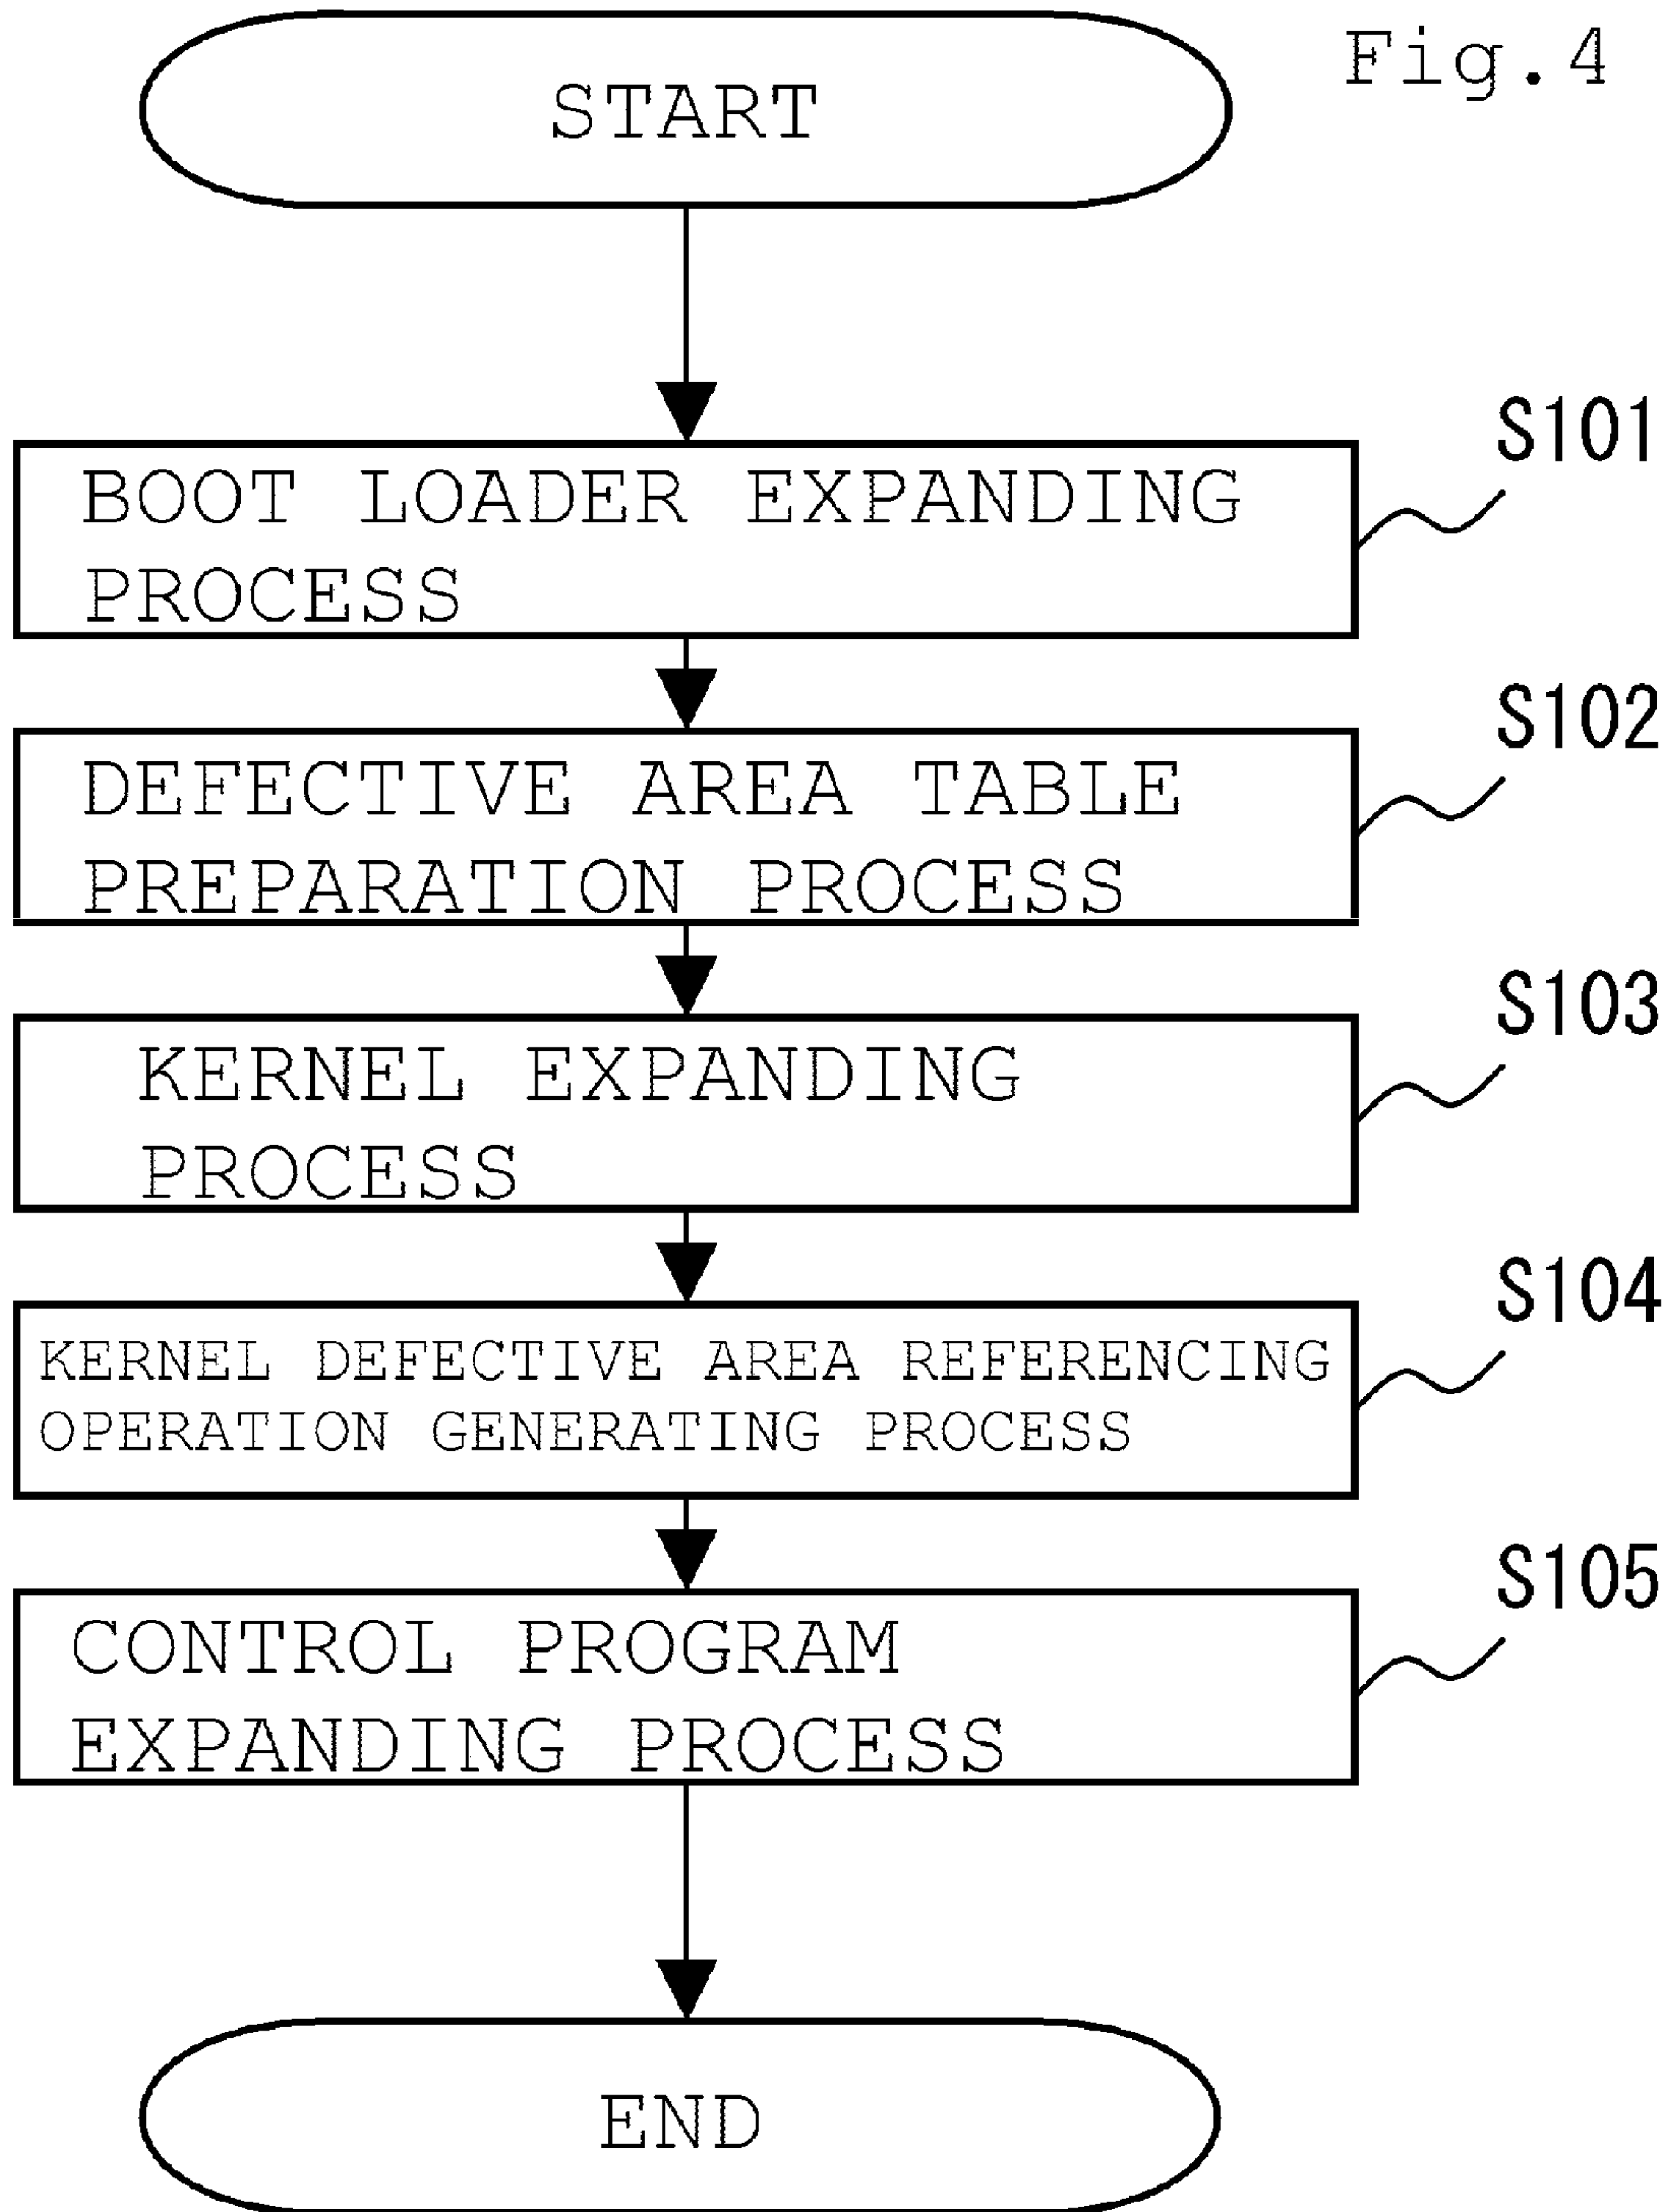 Fig.4
START
S101
BOOT LOADER EXPANDING
PROCESS
S102
DEFECTIVE AREA TABLE
PREPARATION PROCESS
S103
KERNEL EXPANDING
PROCESS
S104
KERNEL DEFECTIVE AREA REFERENCING
OPERATION GENERATING PROCESS
S105
CONTROL PROGRAM
EXPANDING PROCESS
END